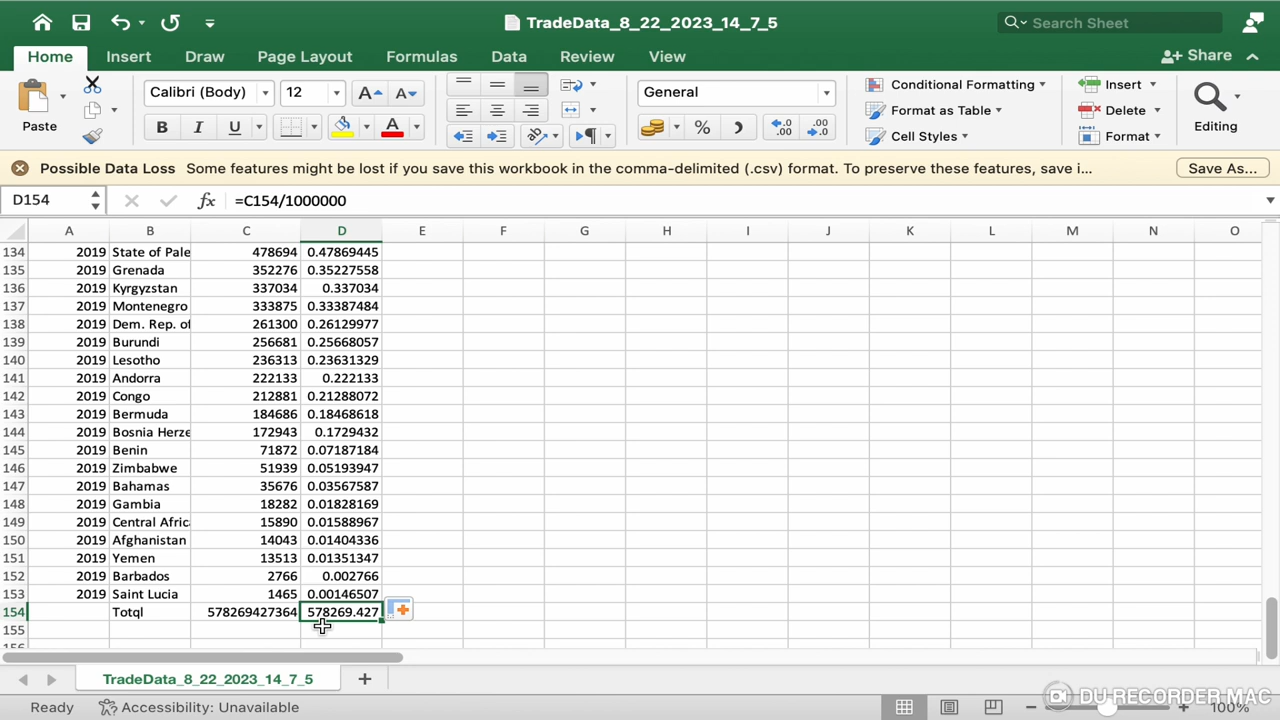 TradeData_8_22_2023_14_7_5
Search Sheet
Home Insert Draw Page Layout Formulas Data Review View
Share
Paste
Calibri (Body) 12 A A
B I U A
General
% 
Conditional Formatting
Format as Table
Cell Styles
Insert
Delete
Format
Editing
Possible Data Loss Some features might be lost if you save this workbook in the comma-delimited (.csv) format. To preserve these features, save i... Save As...
D154 fx =C154/1000000
A B C D E F G H I J K L M N O
134 2019 State of Pale 478694 0.47869445
135 2019 Grenada 352276 0.35227558
136 2019 Kyrgyzstan 337034 0.337034
137 2019 Montenegro 333875 0.33387484
138 2019 Dem. Rep. of 261300 0.26129977
139 2019 Burundi 256681 0.25668057
140 2019 Lesotho 236313 0.23631329
141 2019 Andorra 222133 0.222133
142 2019 Congo 212881 0.21288072
143 2019 Bermuda 184686 0.18468618
144 2019 Bosnia Herze 172943 0.1729432
145 2019 Benin 71872 0.07187184
146 2019 Zimbabwe 51939 0.05193947
147 2019 Bahamas 35676 0.03567587
148 2019 Gambia 18282 0.01828169
149 2019 Central Afric 15890 0.01588967
150 2019 Afghanistan 14043 0.01404336
151 2019 Yemen 13513 0.01351347
152 2019 Barbados 2766 0.002766
153 2019 Saint Lucia 1465 0.00146507
154 Totql 578269427364 578269.427
155
156
TradeData_8_22_2023_14_7_5
Ready Accessibility: Unavailable 100%
DU RECORDER MAC